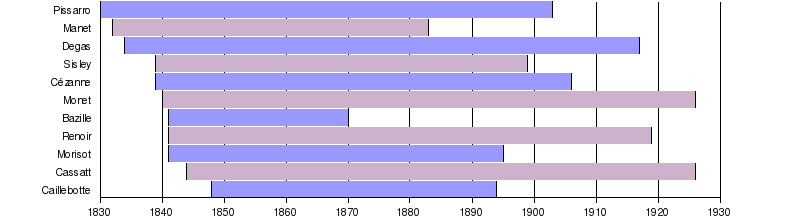 Pissarro
Manet
Degas
Sisley
Cézanne
Monet
Bazille
Renoir
Morisot
Cassatt
Caillebotte
1830 1840 1850 1860 1870 1880 1890 1900 1910 1920 1930